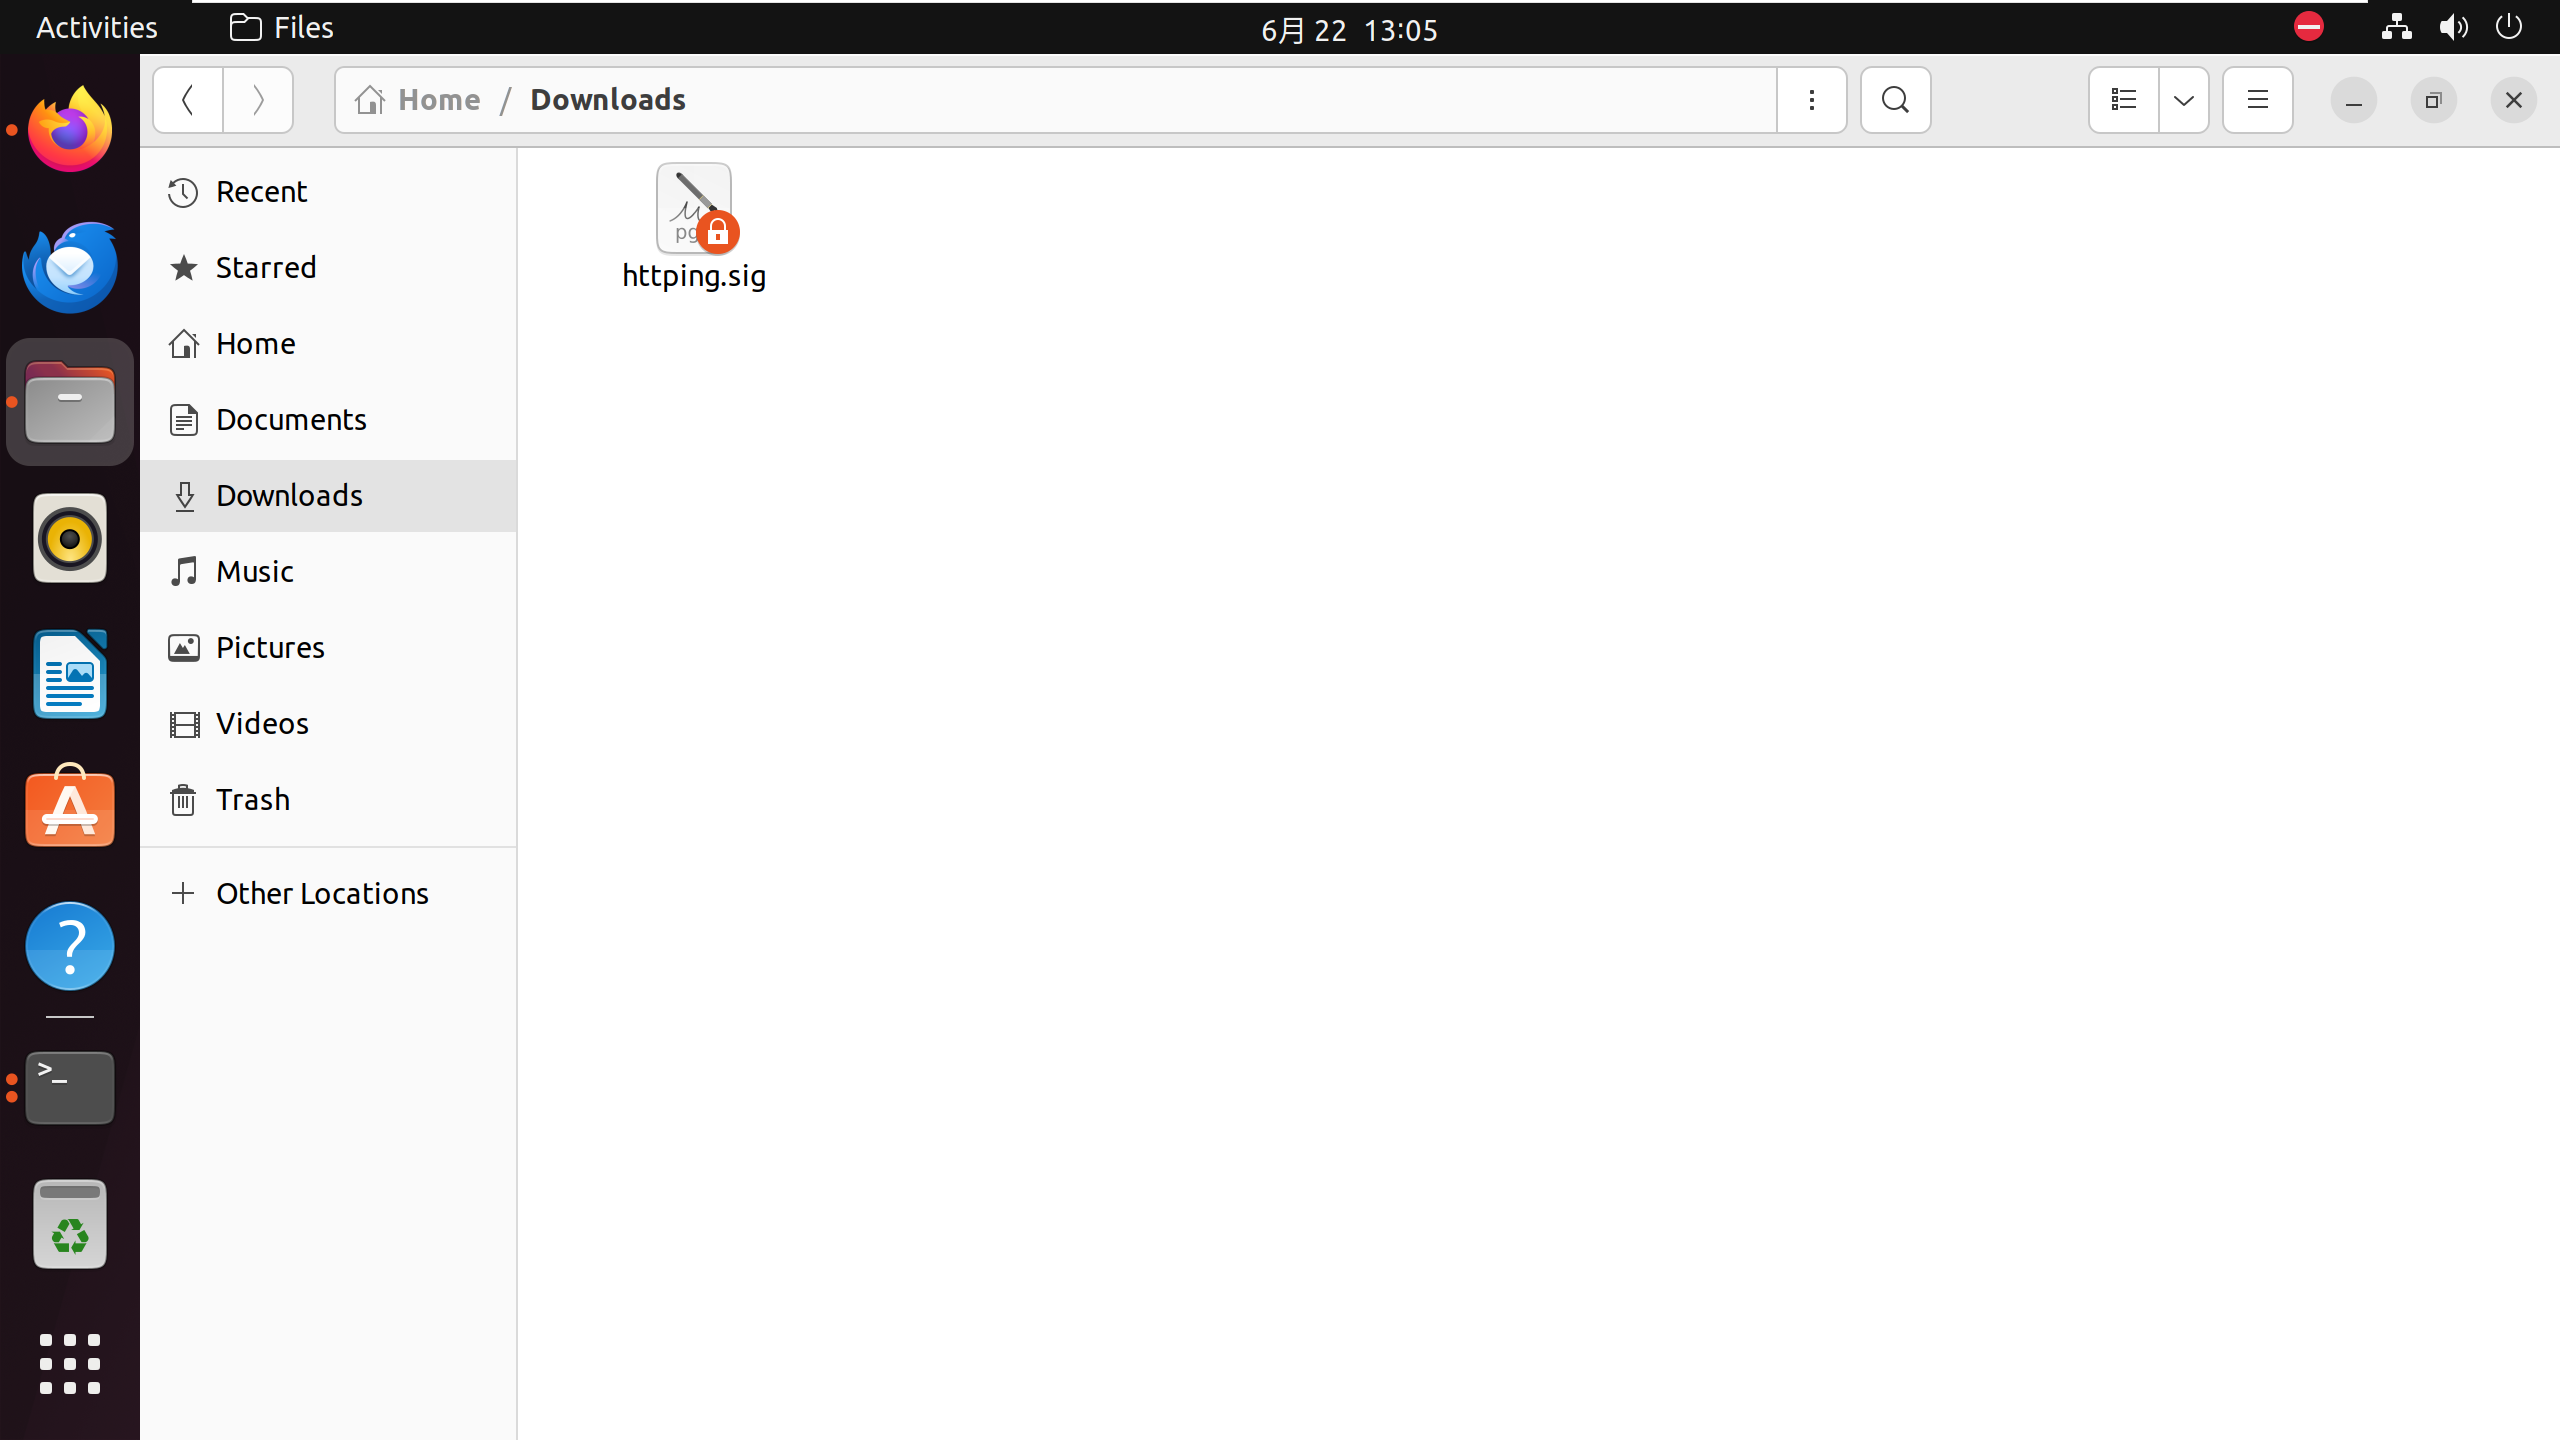 Activities
Files
6月 22 13:05
Home / Downloads
Recent
Starred
Home
Documents
Downloads
Music
Pictures
Videos
Trash
Other Locations
httping.sig